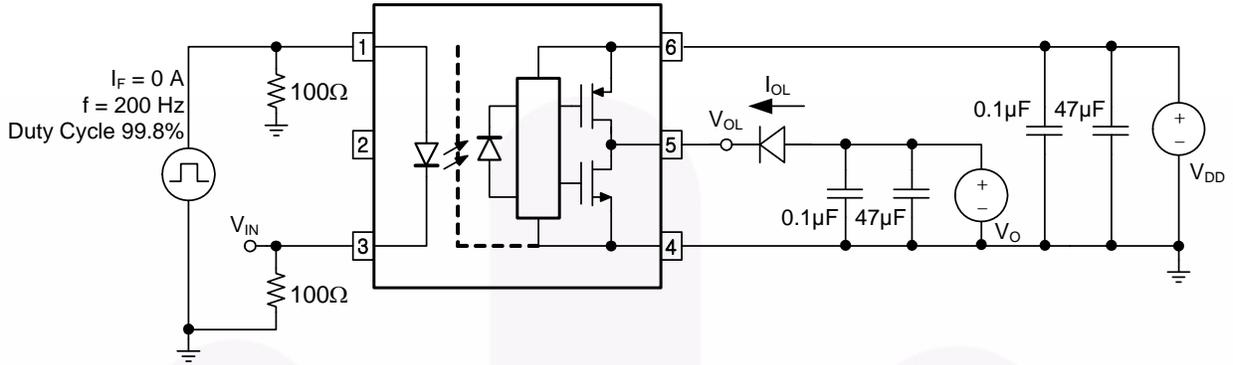 1
6
I_F = 0 A
f = 200 Hz
Duty Cycle 99.8%
100Ω
I_OL
0.1µF
47µF
V_OL
2
5
+
–
V_DD
+
–
V_IN
0.1µF
47µF
V_O
3
4
100Ω